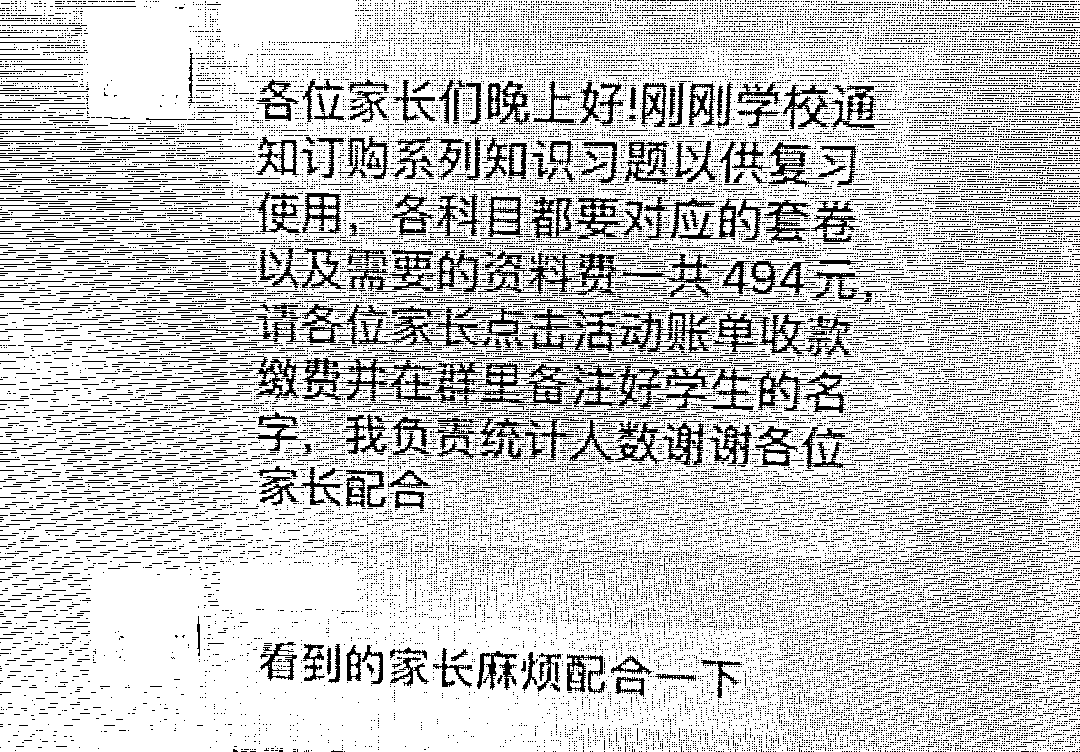 各位家长们晚上好!刚刚学校通
知订购系列知识习题以供复习
使用，各科目都要对应的套卷
以及需要的资料费一共494元，
请各位家长点击活动账单收款
缴费并在群里备注好学生的名
字，我负责统计人数谢谢各位
家长配合
看到的家长麻烦配合一下